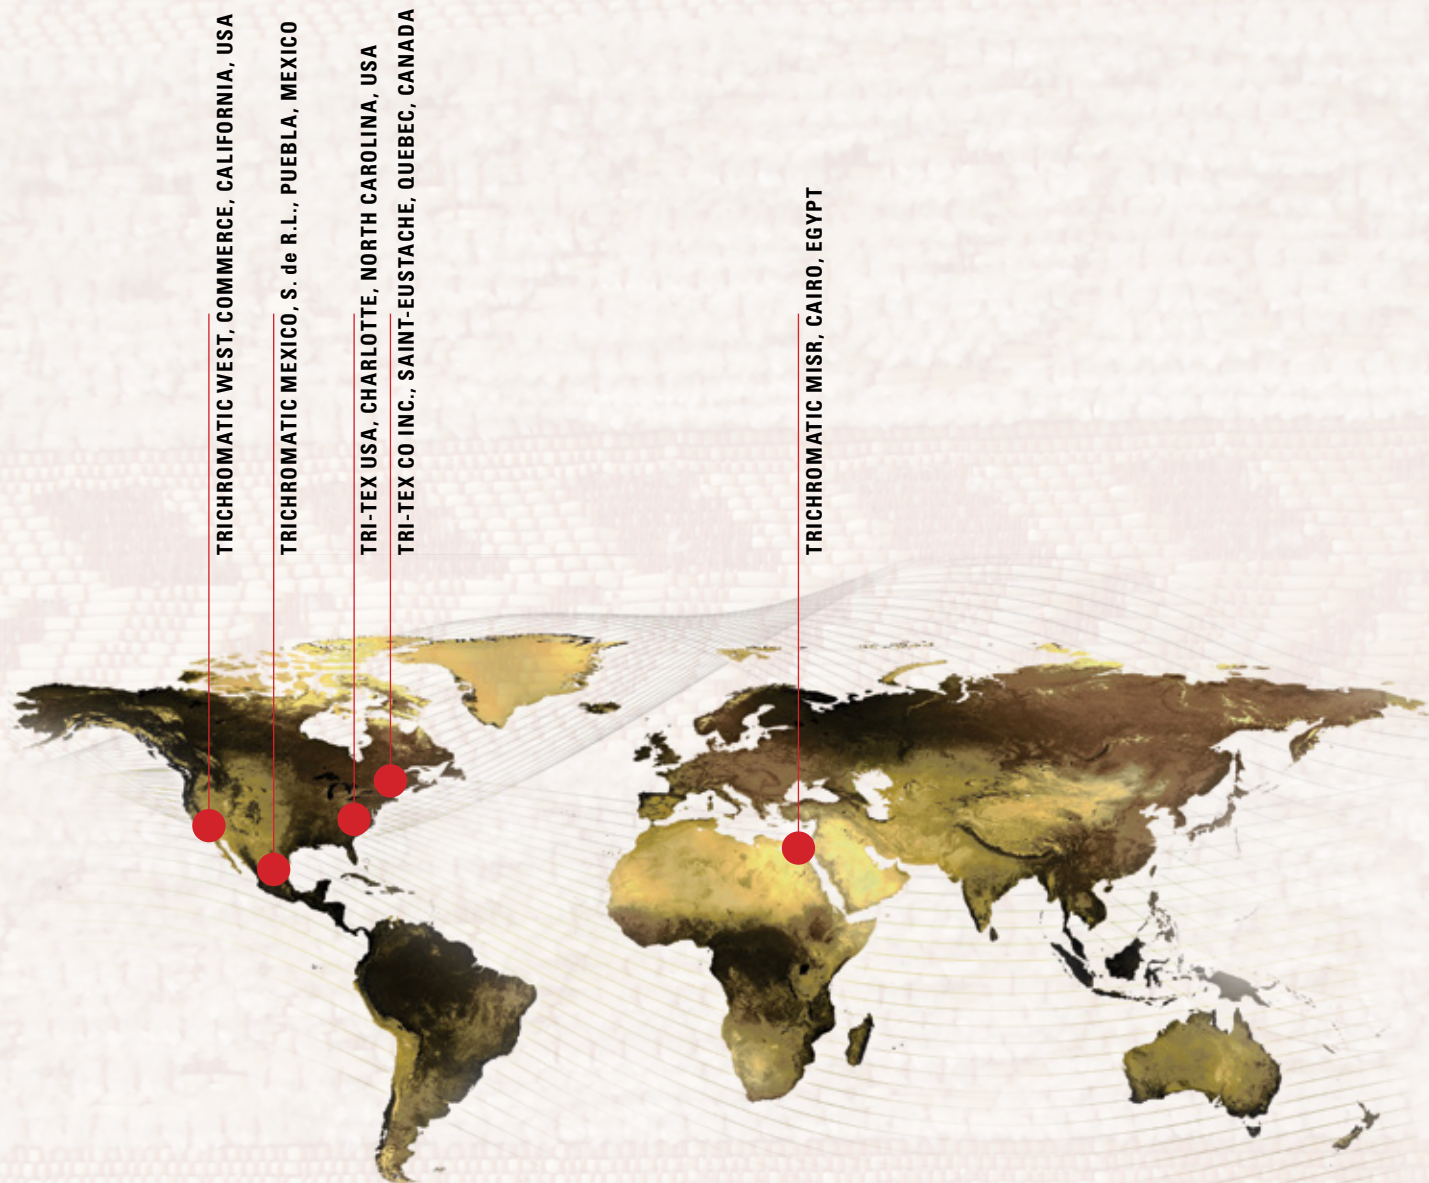 TRICHROMATIC WEST, COMMERCE, CALIFORNIA, USA
TRICHROMATIC MEXICO, S. de R.L., PUEBLA, MEXICO
TRI-TEX USA, CHARLOTTE, NORTH CAROLINA, USA
TRI-TEX CO INC., SAINT-EUSTACHE, QUEBEC, CANADA
TRICHROMATIC MISR, CAIRO, EGYPT